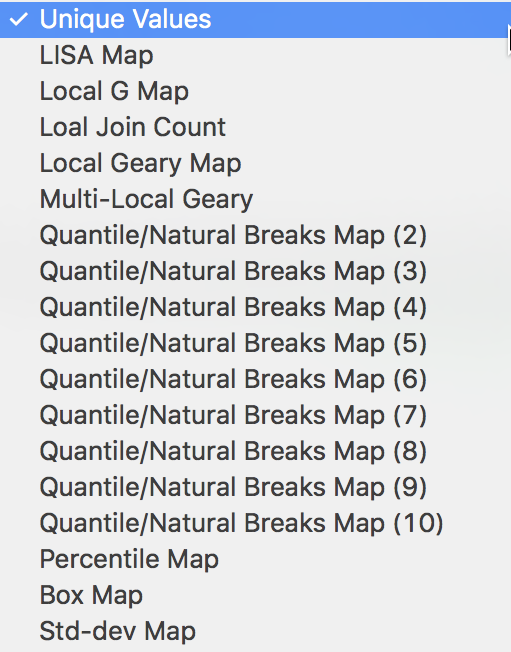 Unique Values
LISA Map
Local G Map
Loal Join Count
Local Geary Map
Multi-Local Geary
Quantile/Natural Breaks Map (2)
Quantile/Natural Breaks Map (3)
Quantile/Natural Breaks Map (4)
Quantile/Natural Breaks Map (5)
Quantile/Natural Breaks Map (6)
Quantile/Natural Breaks Map (7)
Quantile/Natural Breaks Map (8)
Quantile/Natural Breaks Map (9)
Quantile/Natural Breaks Map (10)
Percentile Map
Box Map
Std-dev Map